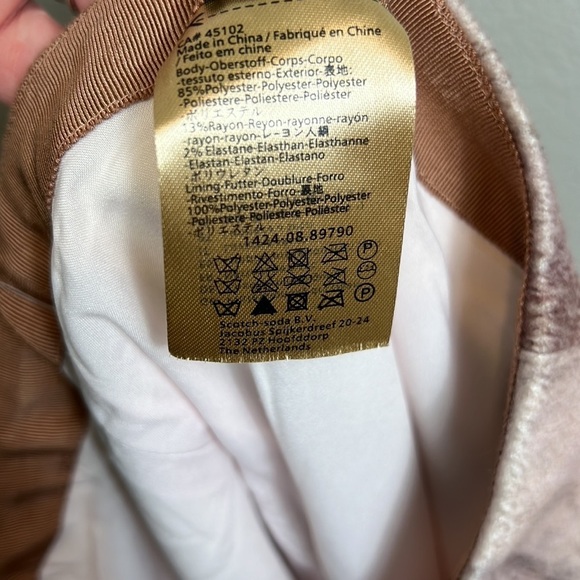 CA# 45102
Made in China / Fabriqué en Chine
/ Feito em chine
Body-Oberstoff-Corps-Corpo
-tessuto esterno-Exterior-表地:
85%Polyester-Polyester-Polyester
-Poliestere-Poliestere-Poliéster
-ポリエステル
13%Rayon-Reyon-rayonne-rayon
-rayon-rayon-レーヨン人絹
2% Elastane-Elasthan-Elasthanne
Elastan-Elastan-Elastano
-ポリウレタン
Lining-Futter-Doublure-Forro
-Rivestimento-Forro-裏地
100%Polyester-Polyester-Polyester
-Poliestere-Poliestere-Poliéster
-ポリエステル
1424-08.89790
P
P
Scotch-soda B.V.
Jacobus Spijkerdreef 20-24
2132 PZ Hoofddorp
The Netherlands